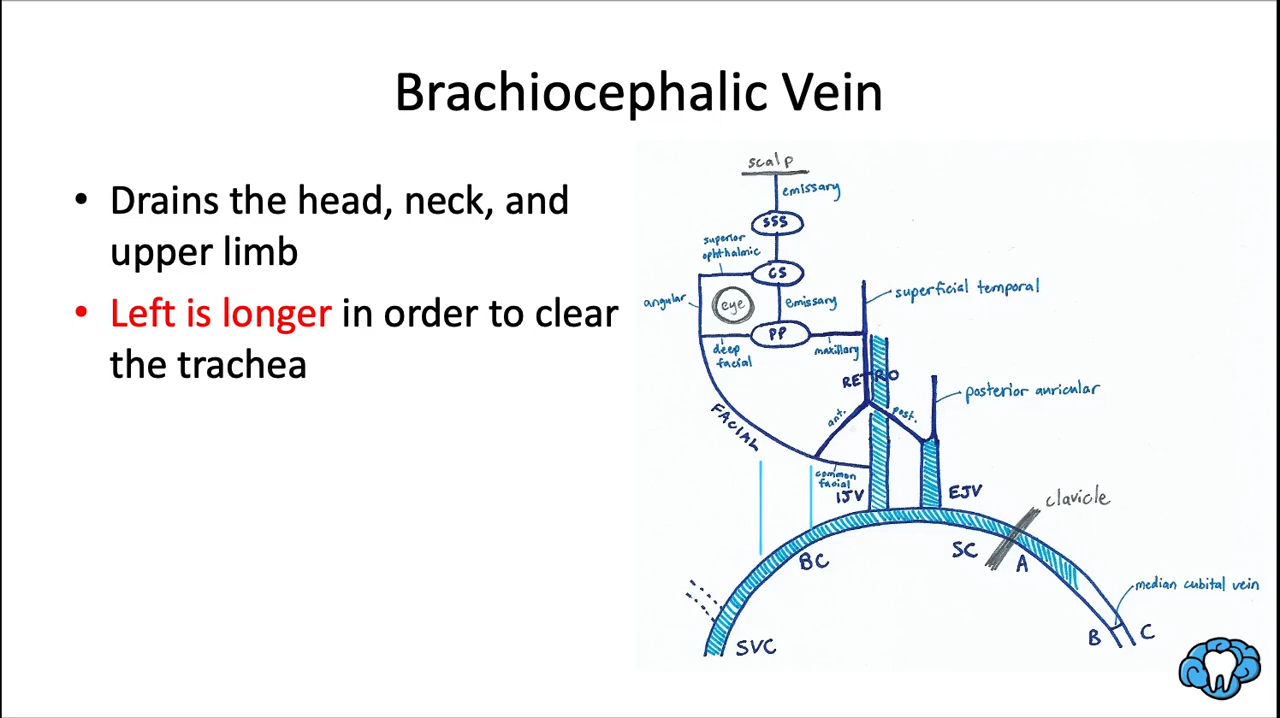 Brachiocephalic Vein
• Drains the head, neck, and
upper limb
• Left is longer in order to clear
the trachea
scalp
emissary
SSS
superior
ophthalmic
CS
angular
eye
emissary
superficial temporal
PP
deep
facial
maxillary
RETRO
posterior auricular
ant.
post.
FACIAL
common
facial
IJV
EJV
clavicle
BC
SC
A
median cubital vein
B
C
SVC